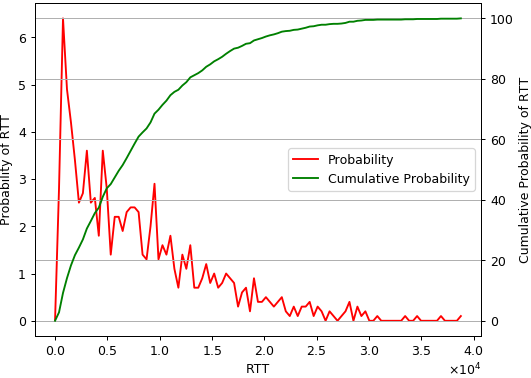 Probability of RTT
6
5
4
3
2
1
0
100
80
60
40
20
0
Cumulative Probability of RTT
Probability
Cumulative Probability
0.0 0.5 1.0 1.5 2.0 2.5 3.0 3.5 4.0
RTT
×10⁴